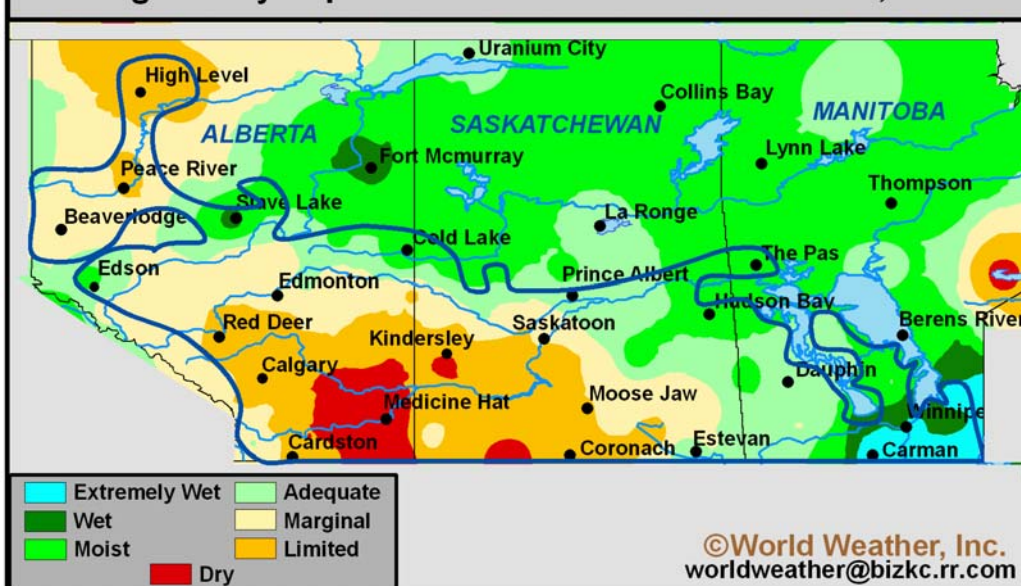 Uranium City
High Level
Collins Bay
ALBERTA
SASKATCHEWAN
MANITOBA
Fort Mcmurray
Lynn Lake
Peace River
Thompson
Slave Lake
La Ronge
Beaverlodge
Cold Lake
The Pas
Edson
Edmonton
Prince Albert
Hudson Bay
Red Deer
Kindersley
Saskatoon
Berens River
Calgary
Dauphin
Medicine Hat
Moose Jaw
Winnipe
Cardston
Coronach
Estevan
Carman
Extremely Wet
Adequate
Wet
Marginal
Moist
Limited
Dry
©World Weather, Inc.
worldweather@bizkc.rr.com